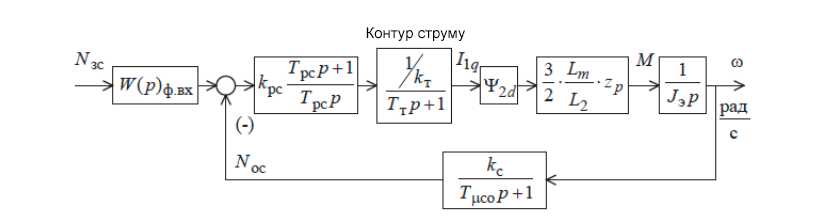 Контур струму
N_зс
W(p)_ф.вх
k_рс (T_рс p + 1) / (T_рс p)
(1/k_т) / (T_т p + 1)
I_1q
Ψ_2d
3/2 · L_m/L_2 · z_p
M
1 / (J_э p)
ω
рад/с
(-)
N_ос
k_с / (T_μсо p + 1)